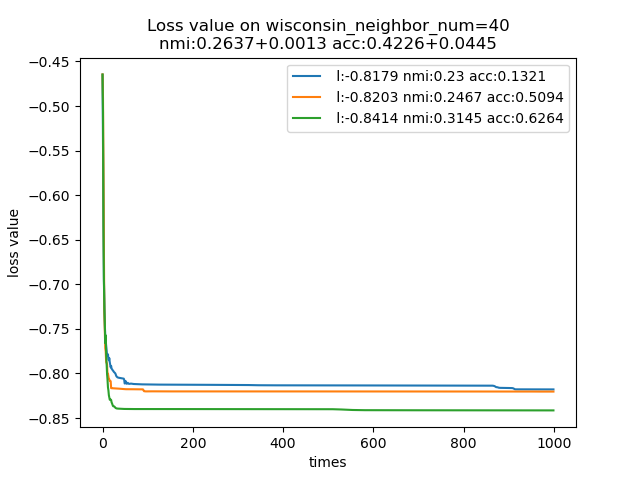 Loss value on wisconsin_neighbor_num=40
nmi:0.2637+0.0013 acc:0.4226+0.0445
l:-0.8179 nmi:0.23 acc:0.1321
l:-0.8203 nmi:0.2467 acc:0.5094
l:-0.8414 nmi:0.3145 acc:0.6264
loss value
−0.45
−0.50
−0.55
−0.60
−0.65
−0.70
−0.75
−0.80
−0.85
0 200 400 600 800 1000
times